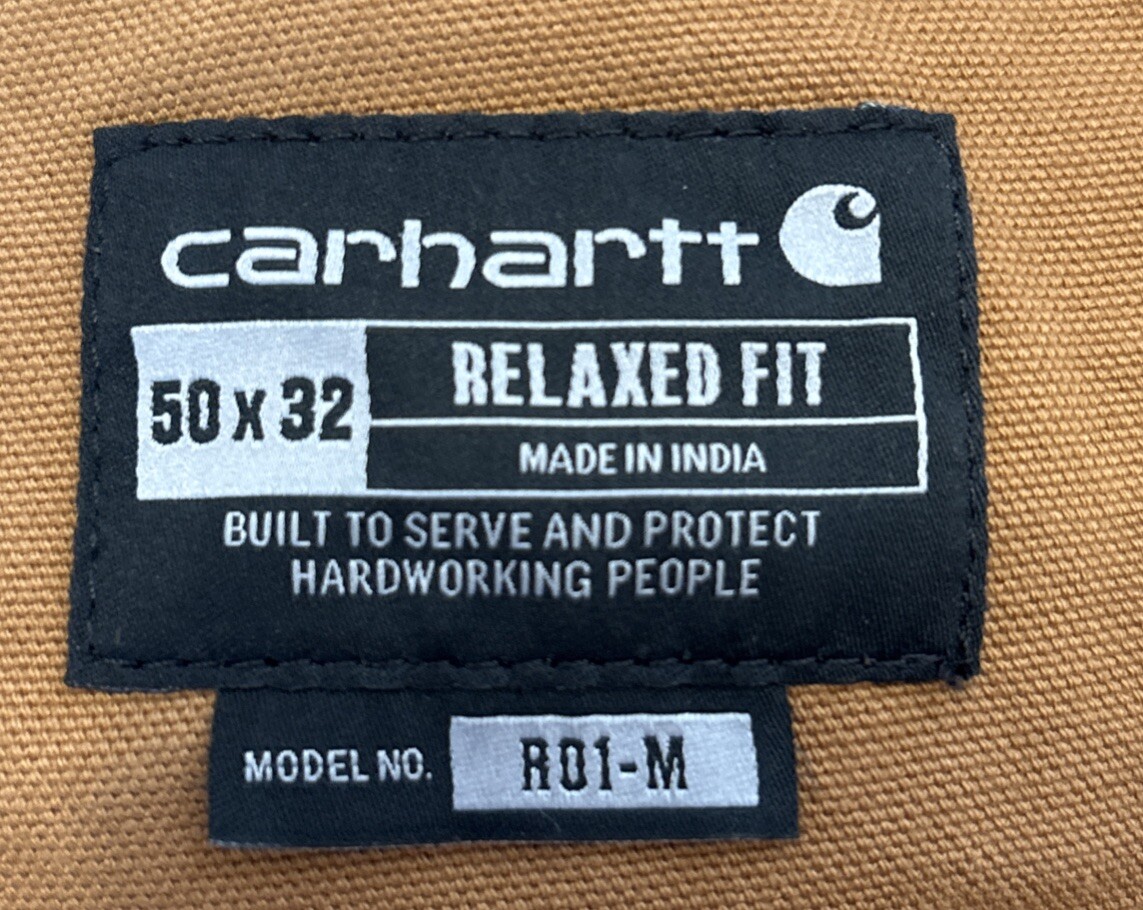 carhartt
50 x 32
RELAXED FIT
MADE IN INDIA
BUILT TO SERVE AND PROTECT
HARDWORKING PEOPLE
MODEL NO. R01-M